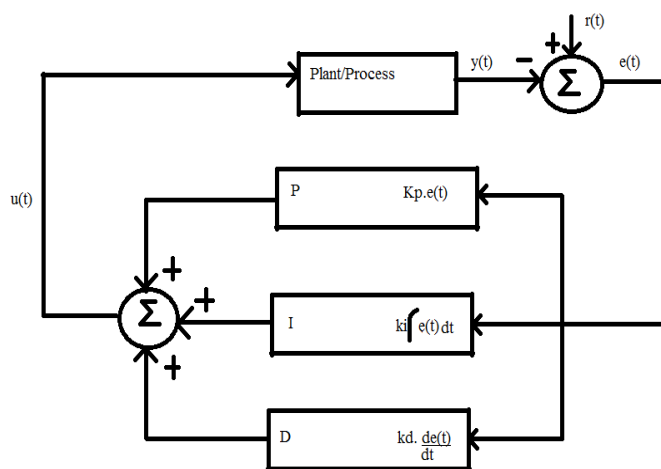 r(t)
+
Plant/Process
y(t)
−
Σ
e(t)
P Kp.e(t)
u(t)
+
+
Σ
I ki∫ e(t) dt
+
D kd. de(t)
dt